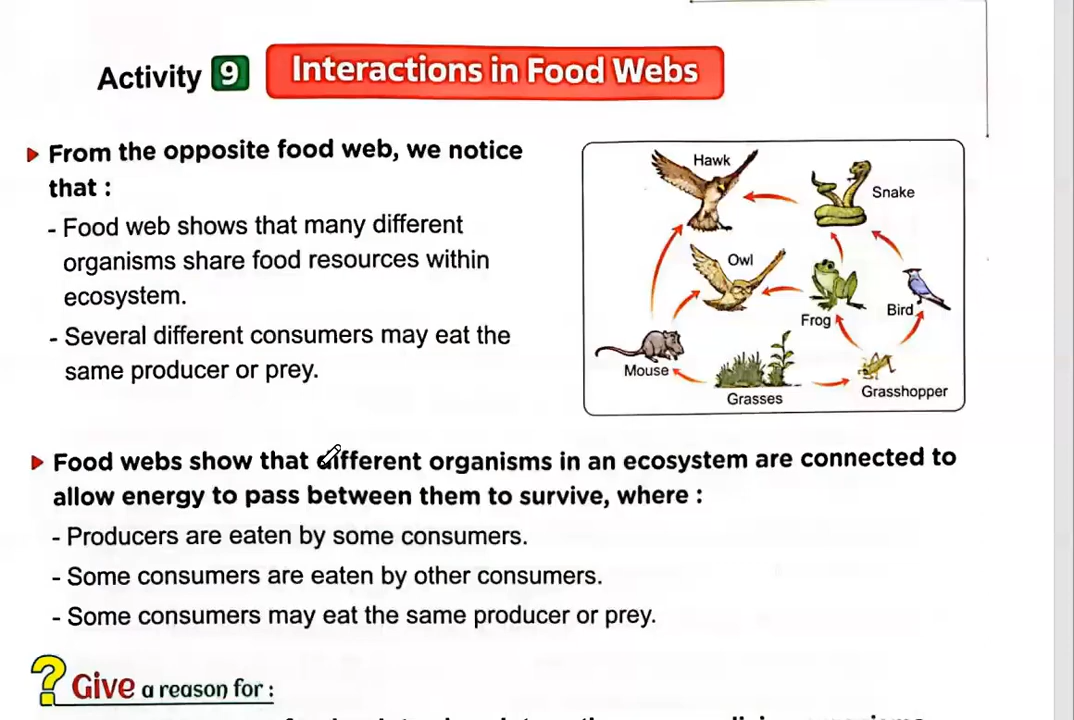 Activity 9 Interactions in Food Webs
From the opposite food web, we notice
that :
- Food web shows that many different
organisms share food resources within
ecosystem.
- Several different consumers may eat the
same producer or prey.
Hawk
Snake
Owl
Frog
Bird
Mouse
Grasses
Grasshopper
Food webs show that different organisms in an ecosystem are connected to
allow energy to pass between them to survive, where :
- Producers are eaten by some consumers.
- Some consumers are eaten by other consumers.
- Some consumers may eat the same producer or prey.
? Give a reason for :